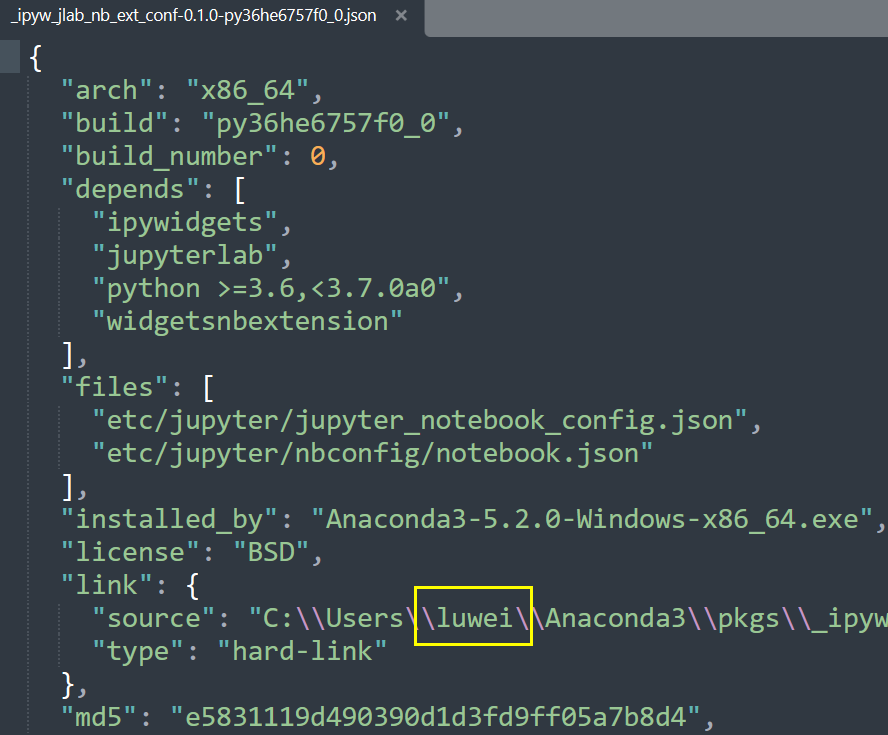 _ipyw_jlab_nb_ext_conf-0.1.0-py36he6757f0_0.json ×
{
"arch": "x86_64",
"build": "py36he6757f0_0",
"build_number": 0,
"depends": [
"ipywidgets",
"jupyterlab",
"python >=3.6,<3.7.0a0",
"widgetsnbextension"
],
"files": [
"etc/jupyter/jupyter_notebook_config.json",
"etc/jupyter/nbconfig/notebook.json"
],
"installed_by": "Anaconda3-5.2.0-Windows-x86_64.exe",
"license": "BSD",
"link": {
"source": "C:\\Users\\luwei\\Anaconda3\\pkgs\\_ipyw
"type": "hard-link"
},
"md5": "e5831119d490390d1d3fd9ff05a7b8d4",